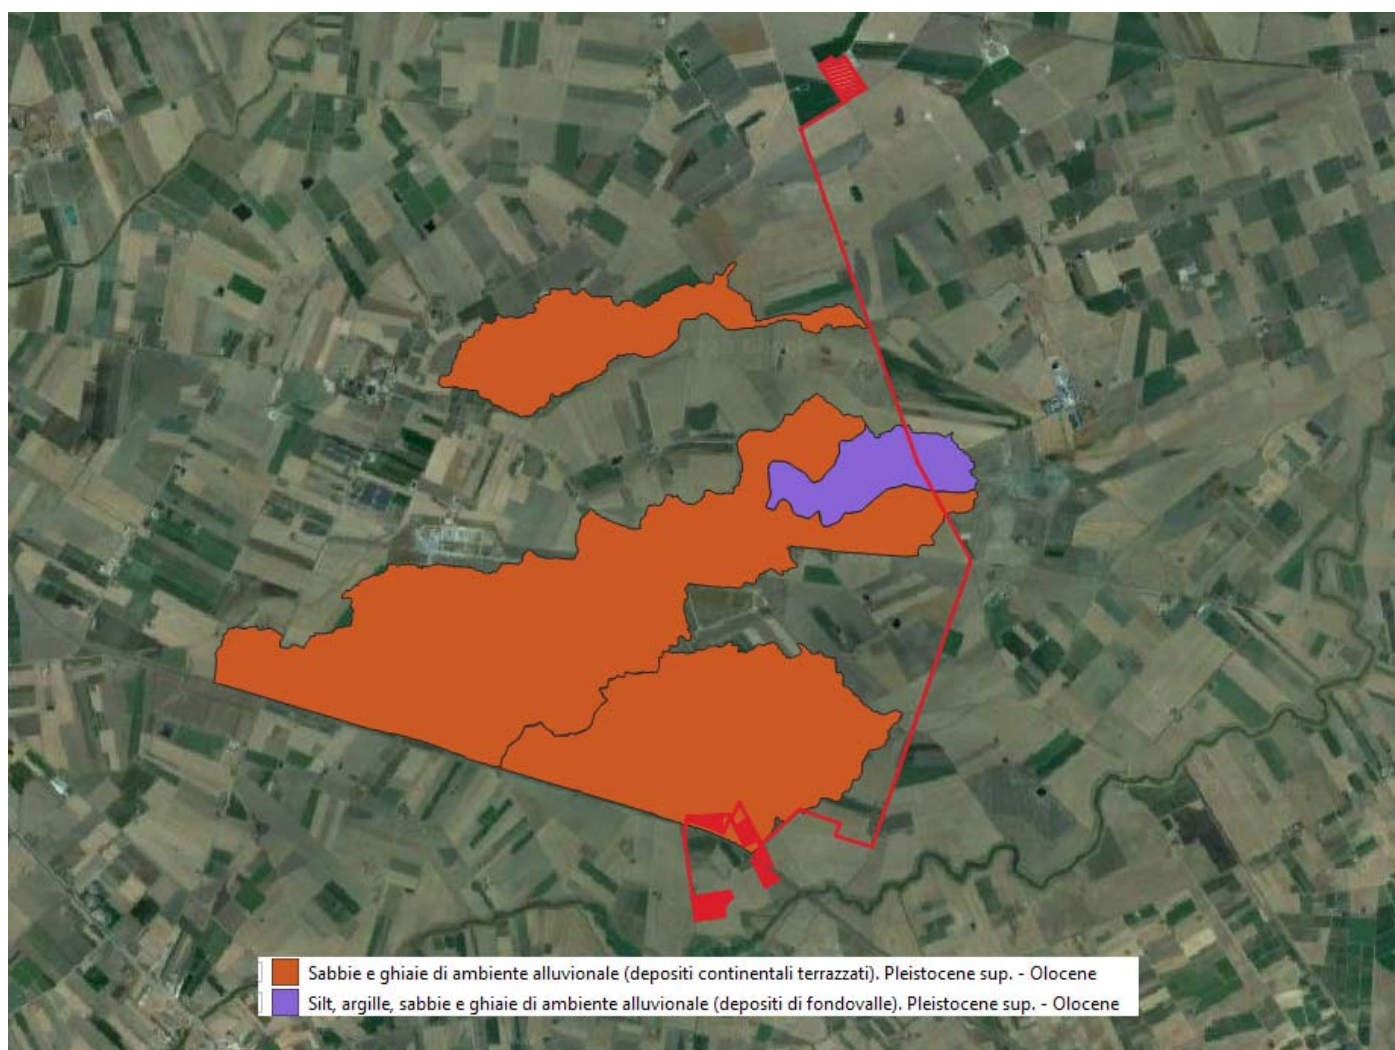 Sabbie e ghiaie di ambiente alluvionale (depositi continentali terrazzati). Pleistocene sup. - Olocene
Silt, argille, sabbie e ghiaie di ambiente alluvionale (depositi di fondovalle). Pleistocene sup. - Olocene